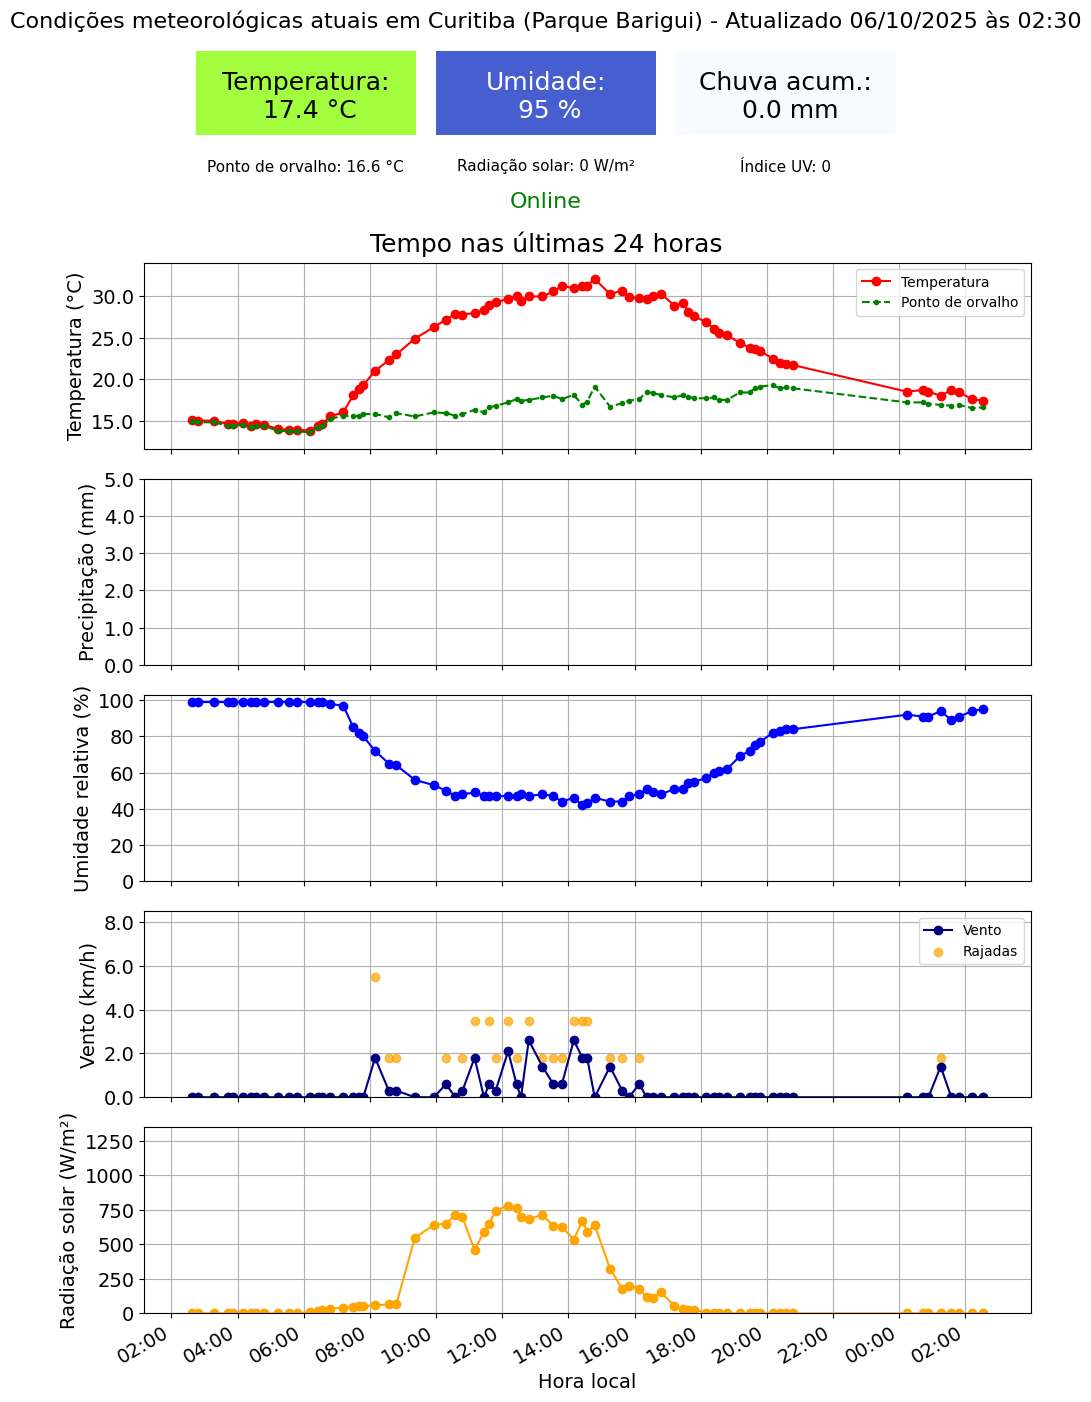 Condições meteorológicas atuais em Curitiba (Parque Barigui) - Atualizado 06/10/2025 às 02:30
Temperatura:
17.4 °C
Umidade:
95 %
Chuva acum.:
0.0 mm
Ponto de orvalho: 16.6 °C
Radiação solar: 0 W/m²
Índice UV: 0
Online
Tempo nas últimas 24 horas
Temperatura (°C)
30.0
25.0
20.0
15.0
Temperatura
Ponto de orvalho
Precipitação (mm)
5.0
4.0
3.0
2.0
1.0
0.0
Umidade relativa (%)
100
80
60
40
20
0
Vento (km/h)
8.0
6.0
4.0
2.0
0.0
Vento
Rajadas
Radiação solar (W/m²)
1250
1000
750
500
250
0
02:00 04:00 06:00 08:00 10:00 12:00 14:00 16:00 18:00 20:00 22:00 00:00 02:00
Hora local